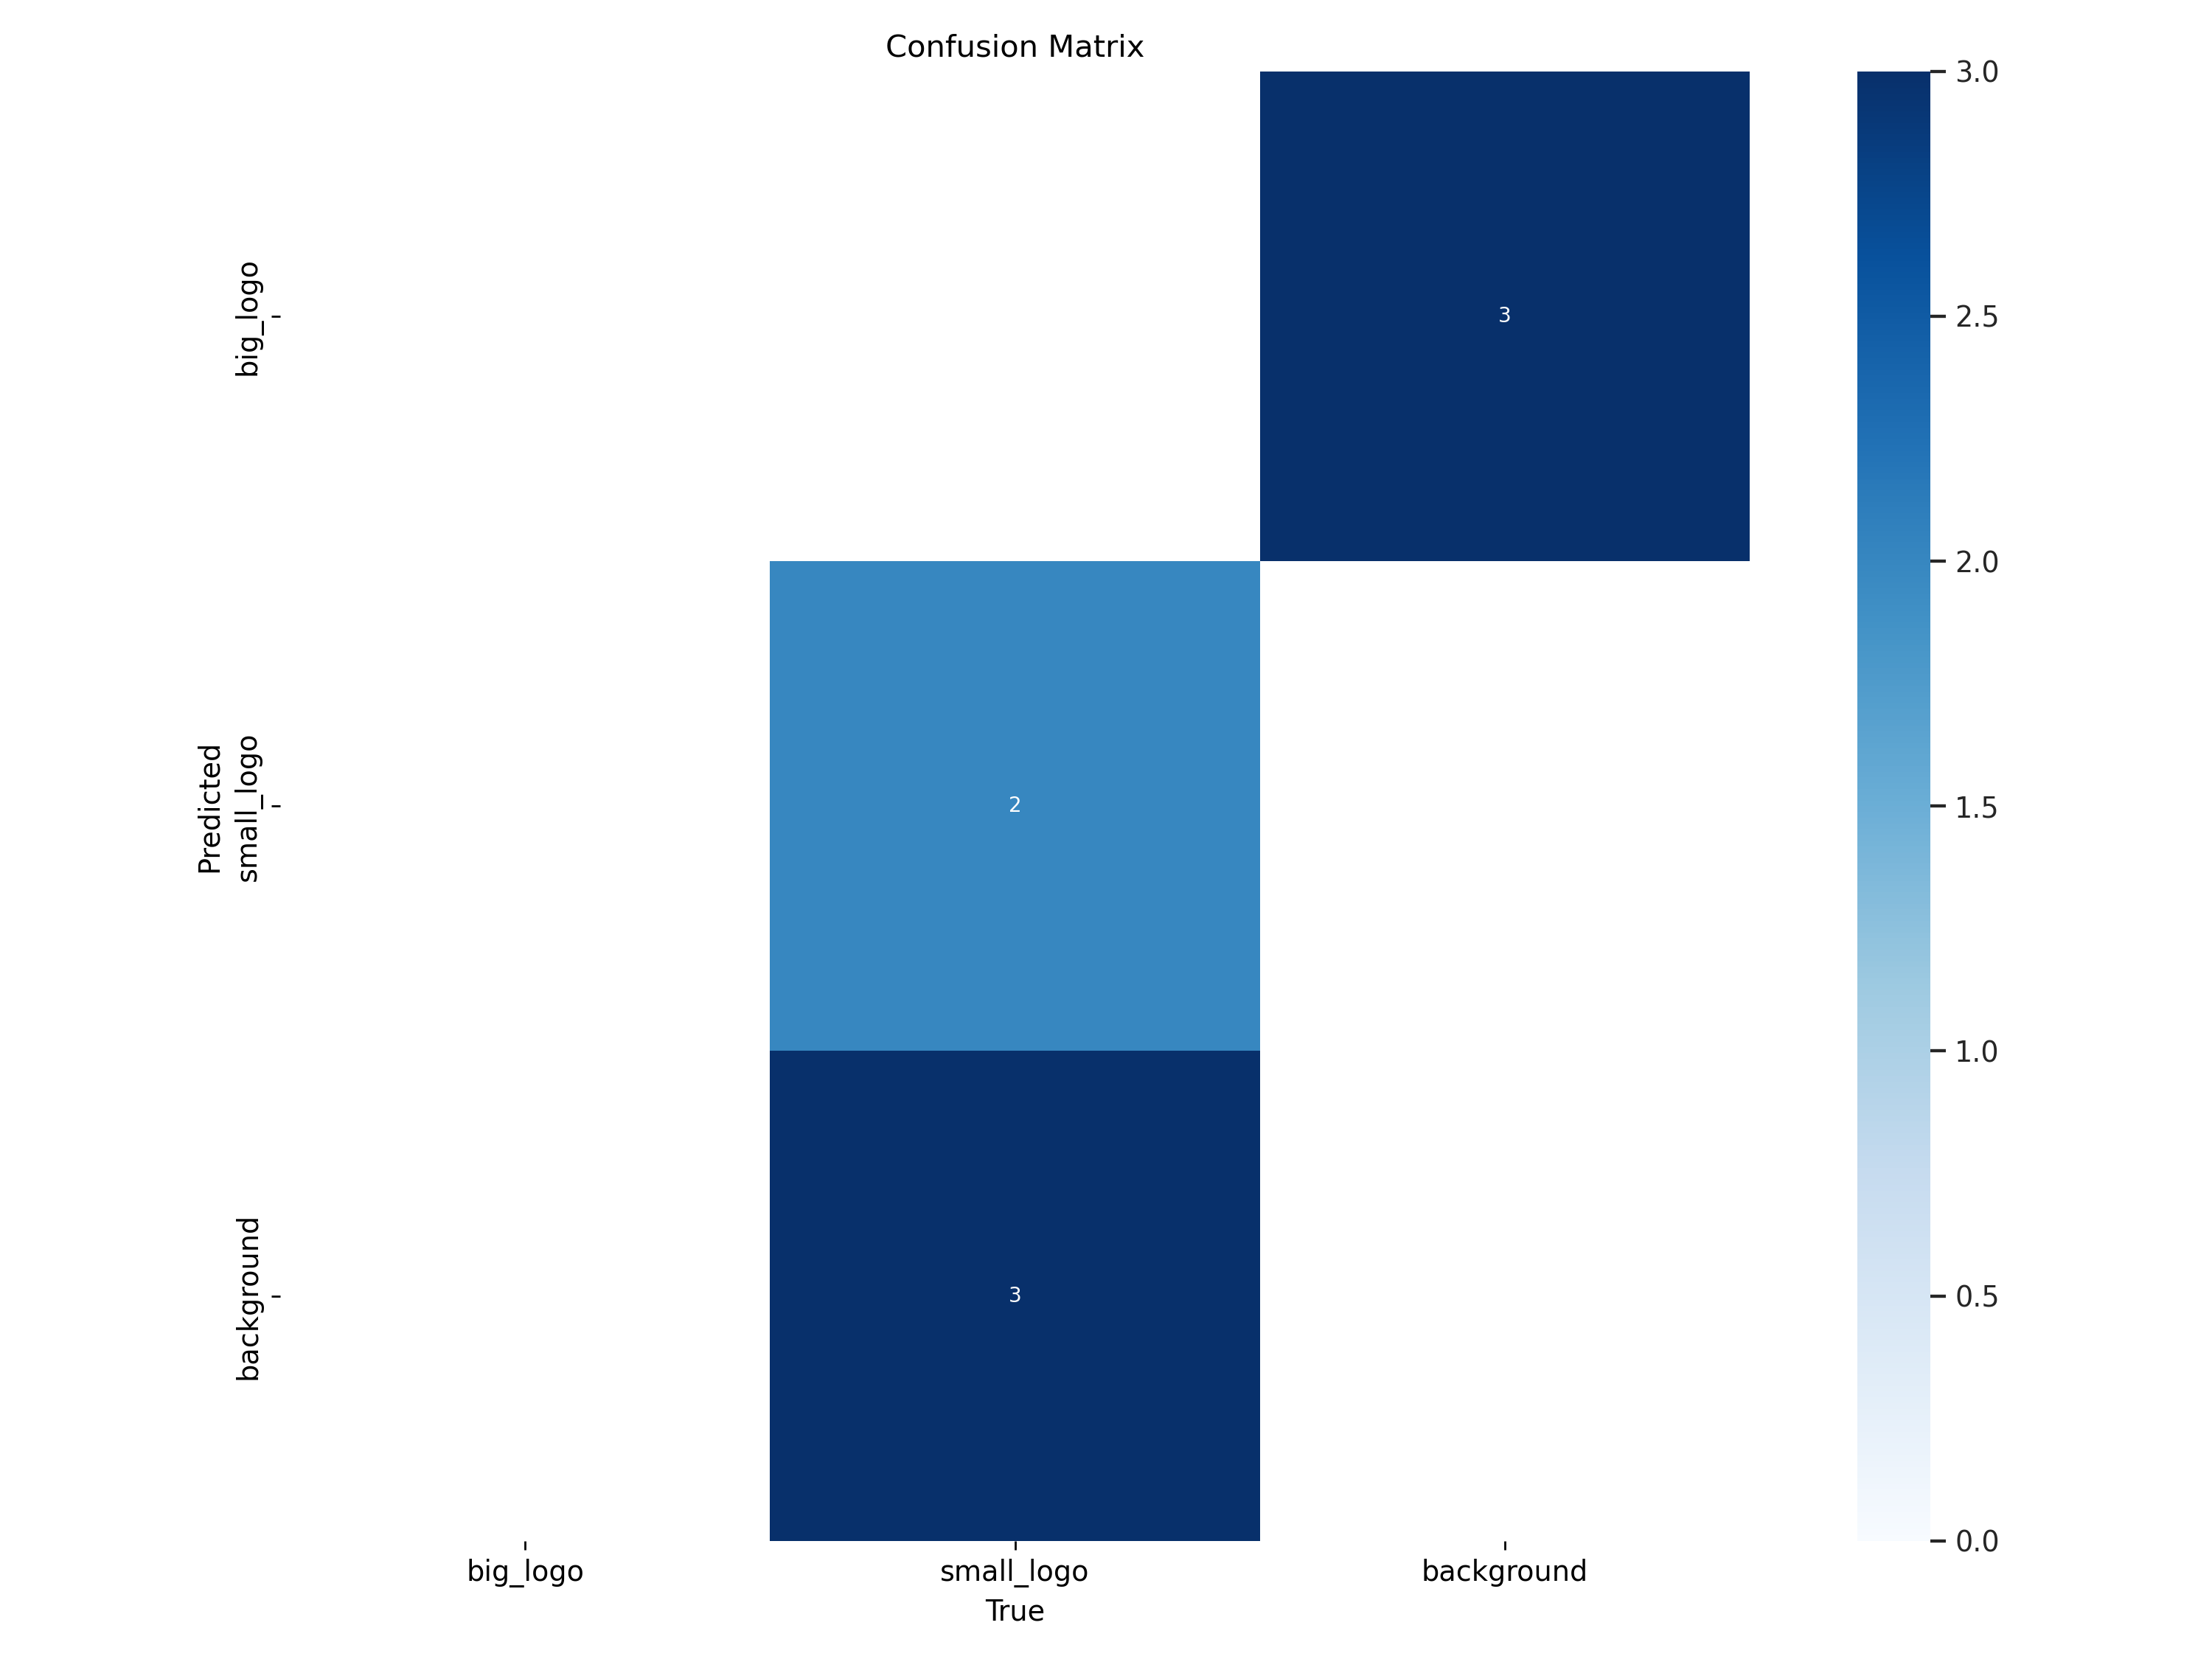 Confusion Matrix
big_logo
small_logo
background
Predicted
3
2
3
big_logo
small_logo
background
True
3.0
2.5
2.0
1.5
1.0
0.5
0.0